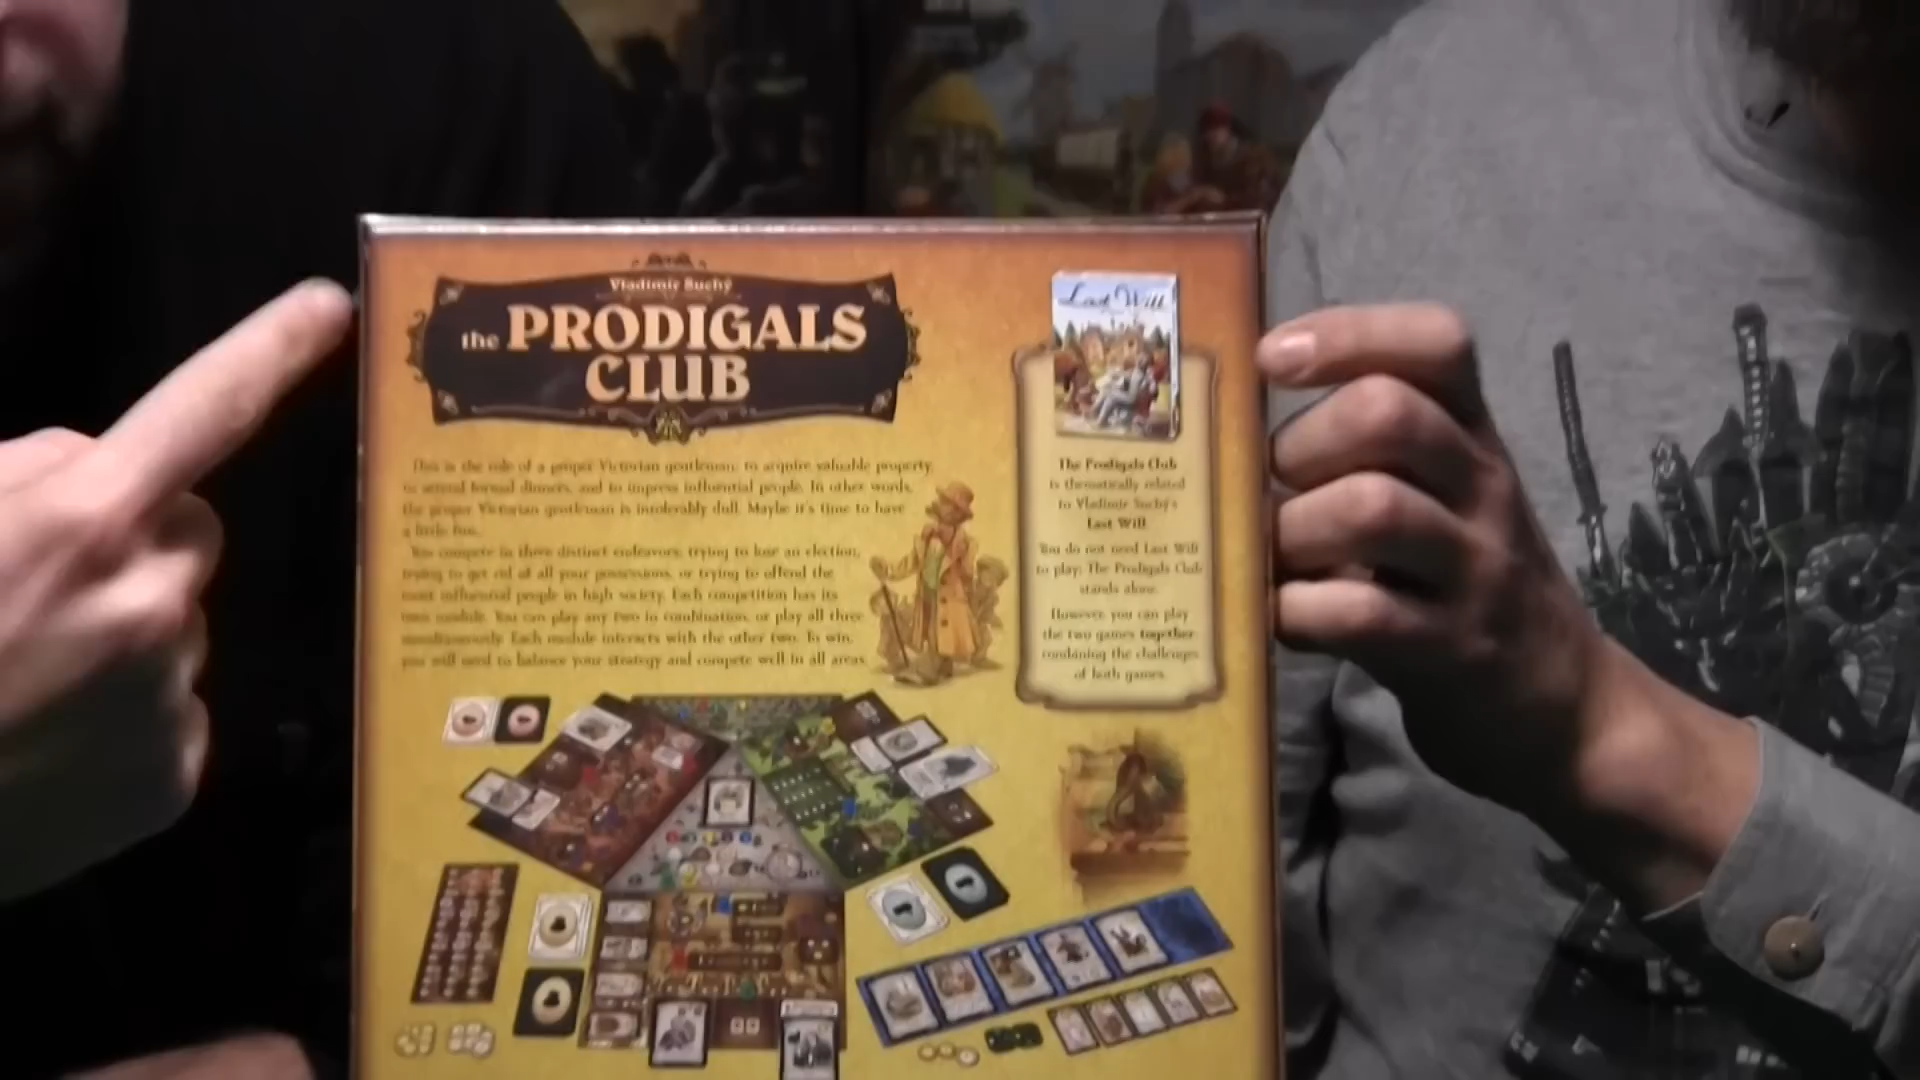 Vladimír Suchý
the PRODIGALS
CLUB
This is the role of a proper Victorian gentleman: to acquire valuable property,
to attend formal dinners, and to impress influential people. In other words,
the proper Victorian gentleman is intolerably dull. Maybe it's time to have
a little fun.
You compete in three distinct endeavors: trying to lose an election,
trying to get rid of all your possessions, or trying to offend the
most influential people in high society. Each competition has its
own module. You can play any two in combination, or play all three
simultaneously. Each module interacts with the other two. To win,
you will need to balance your strategy and compete well in all areas.
Last Will
The Prodigals Club
is thematically related
to Vladimír Suchý's
Last Will.
You do not need Last Will
to play; The Prodigals Club
stands alone.
However, you can play
the two games together
combining the challenges
of both games.